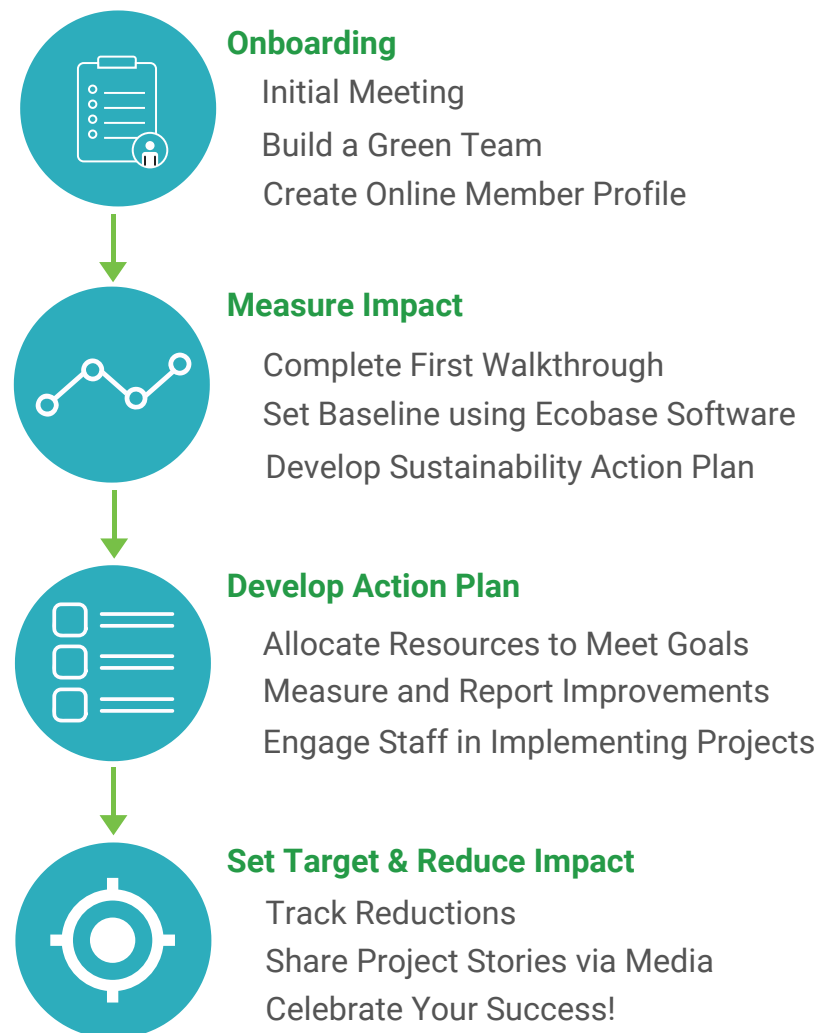 Onboarding
Initial Meeting
Build a Green Team
Create Online Member Profile
Measure Impact
Complete First Walkthrough
Set Baseline using Ecobase Software
Develop Sustainability Action Plan
Develop Action Plan
Allocate Resources to Meet Goals
Measure and Report Improvements
Engage Staff in Implementing Projects
Set Target & Reduce Impact
Track Reductions
Share Project Stories via Media
Celebrate Your Success!